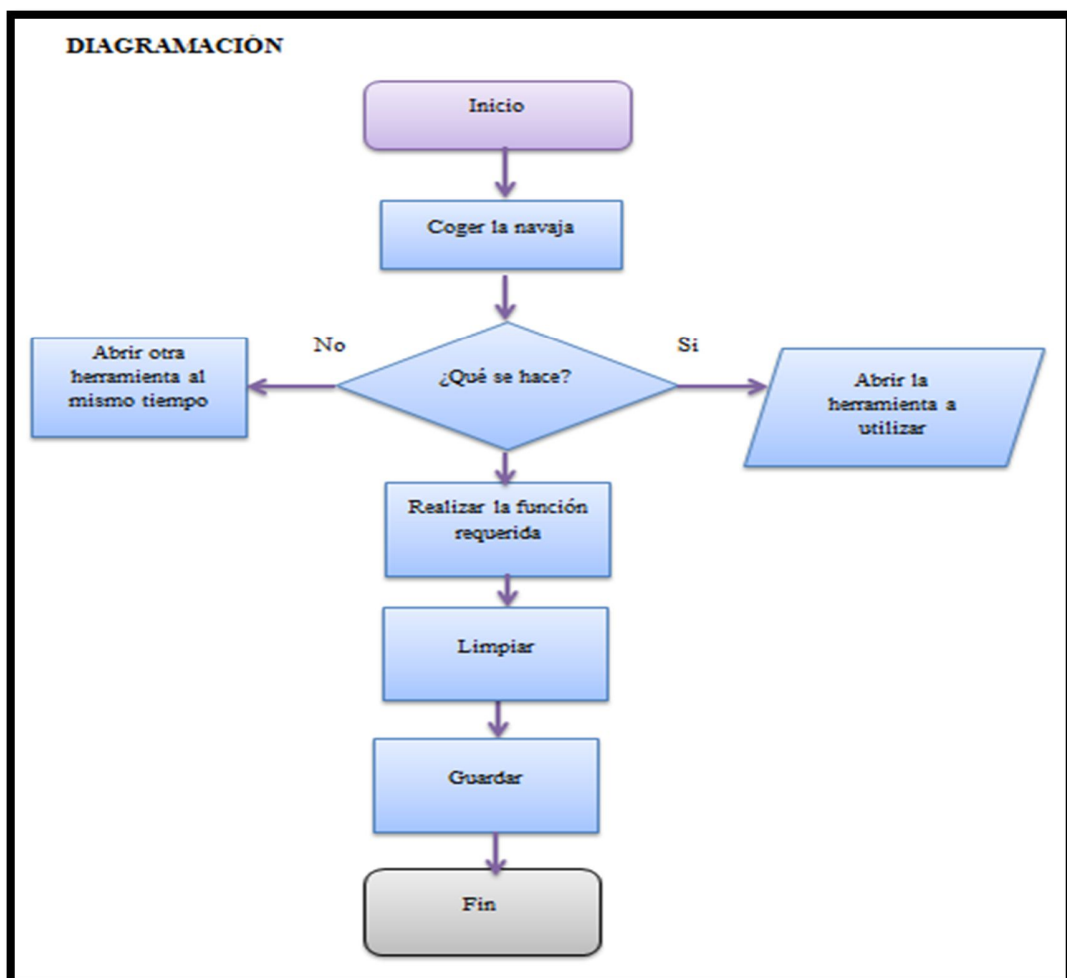 DIAGRAMACIÓN
Inicio
Coger la navaja
No
Si
Abrir otra
herramienta al
mismo tiempo
¿Qué se hace?
Abrir la
herramienta a
utilizar
Realizar la función
requerida
Limpiar
Guardar
Fin